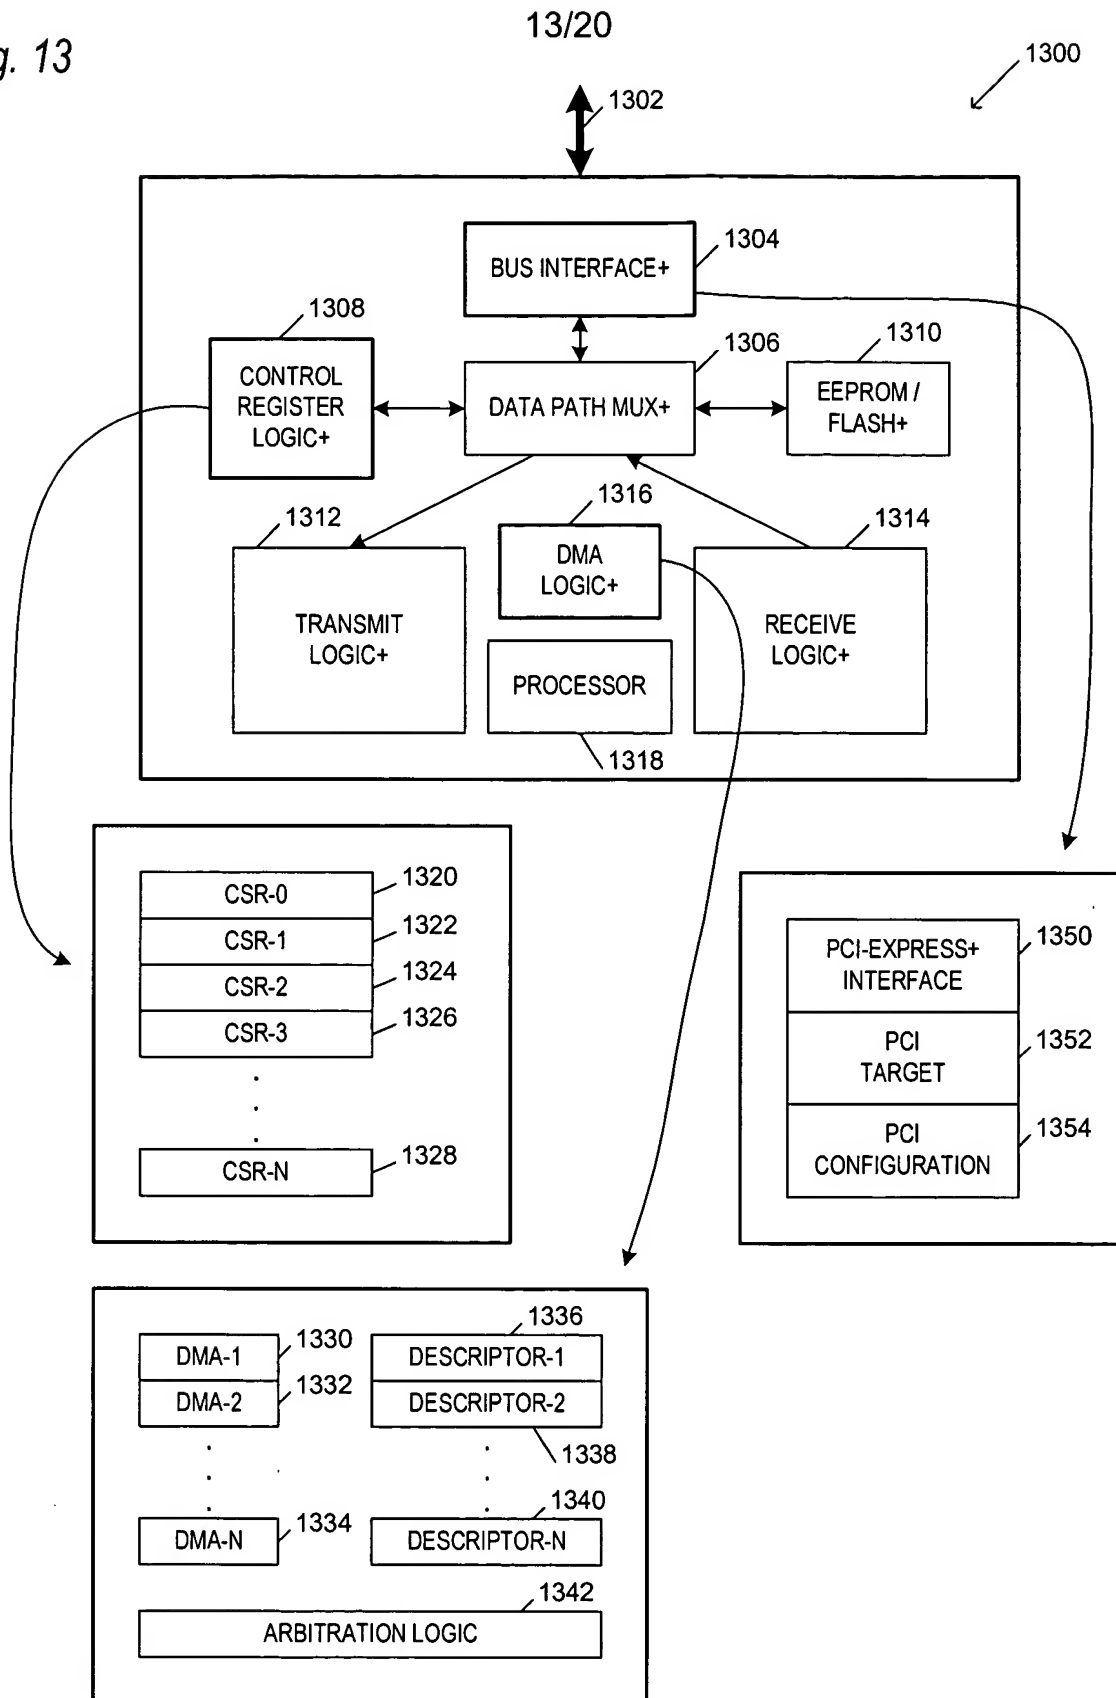 13/20
g. 13
1300
1302
BUS INTERFACE+
1304
1308
CONTROL
REGISTER
LOGIC+
DATA PATH MUX+
1306
1310
EEPROM /
FLASH+
1312
TRANSMIT
LOGIC+
1316
DMA
LOGIC+
1314
RECEIVE
LOGIC+
PROCESSOR
1318
CSR-0
1320
CSR-1
1322
CSR-2
1324
CSR-3
1326
CSR-N
1328
PCI-EXPRESS+
INTERFACE
1350
PCI
TARGET
1352
PCI
CONFIGURATION
1354
DMA-1
1330
DMA-2
1332
DMA-N
1334
1336
DESCRIPTOR-1
DESCRIPTOR-2
1338
1340
DESCRIPTOR-N
1342
ARBITRATION LOGIC